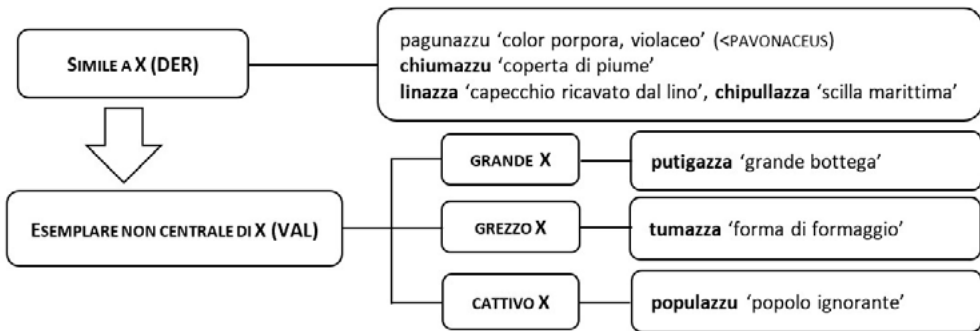 SIMILE A X (DER)
pagunazzu ‘color porpora, violaceo’ (<PAVONACEUS)
chiumazzu ‘coperta di piume’
linazza ‘capecchio ricavato dal lino’, chipullazza ‘scilla marittima’
ESEMPLARE NON CENTRALE DI X (VAL)
GRANDE X
putigazza ‘grande bottega’
GREZZO X
tumazza ‘forma di formaggio’
CATTIVO X
populazzu ‘popolo ignorante’